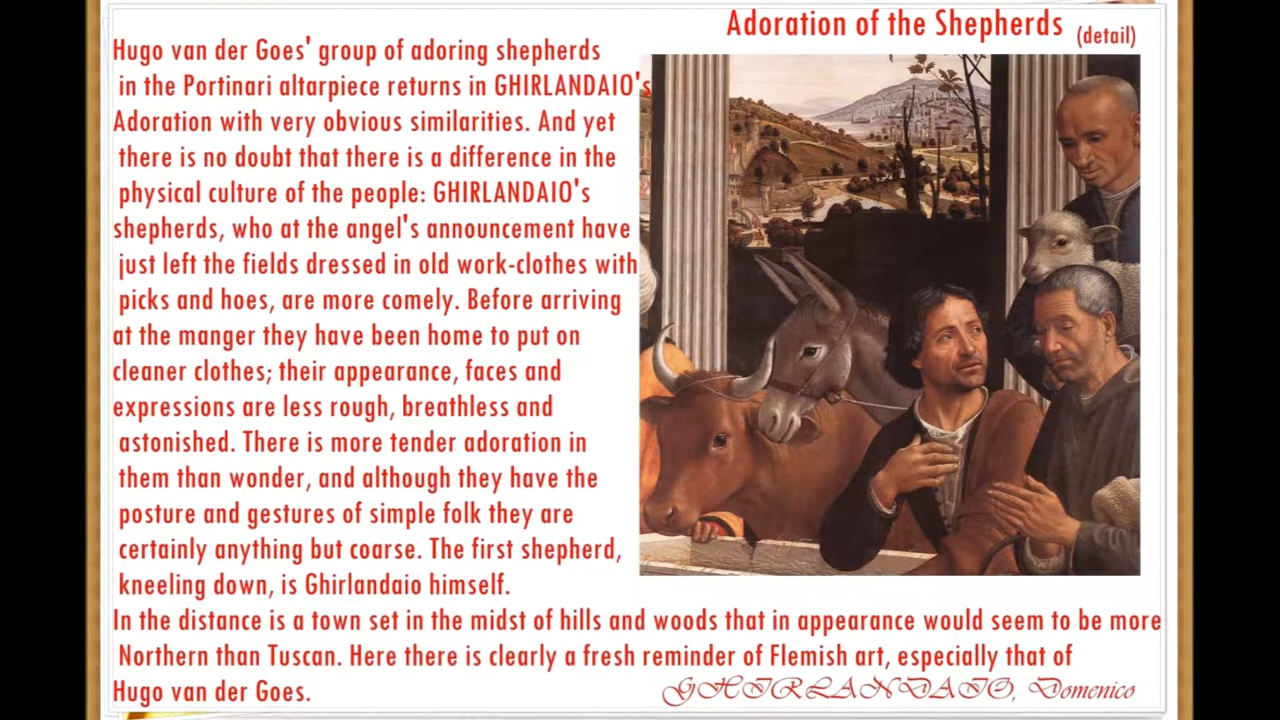 Adoration of the Shepherds (detail)
Hugo van der Goes' group of adoring shepherds
in the Portinari altarpiece returns in GHIRLANDAIO's
Adoration with very obvious similarities. And yet
there is no doubt that there is a difference in the
physical culture of the people: GHIRLANDAIO's
shepherds, who at the angel's announcement have
just left the fields dressed in old work-clothes with
picks and hoes, are more comely. Before arriving
at the manger they have been home to put on
cleaner clothes; their appearance, faces and
expressions are less rough, breathless and
astonished. There is more tender adoration in
them than wonder, and although they have the
posture and gestures of simple folk they are
certainly anything but coarse. The first shepherd,
kneeling down, is Ghirlandaio himself.
In the distance is a town set in the midst of hills and woods that in appearance would seem to be more
Northern than Tuscan. Here there is clearly a fresh reminder of Flemish art, especially that of
Hugo van der Goes.
GHIRLANDAIO, Domenico